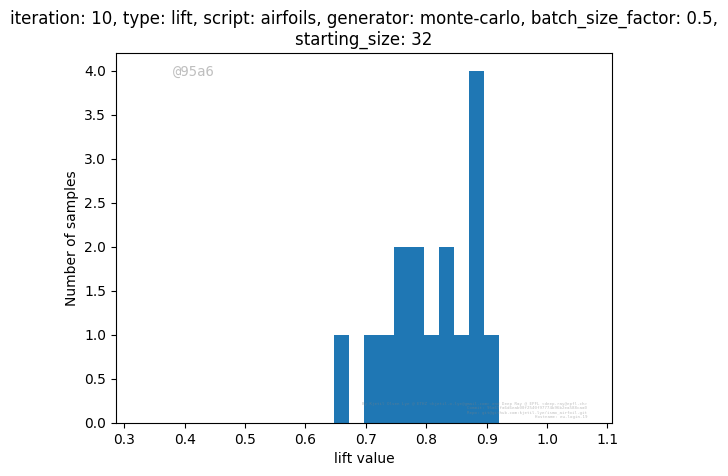 iteration: 10, type: lift, script: airfoils, generator: monte-carlo, batch_size_factor: 0.5,
starting_size: 32
@95a6
4.0
3.5
3.0
2.5
2.0
1.5
1.0
0.5
0.0
Number of samples
0.3 0.4 0.5 0.6 0.7 0.8 0.9 1.0 1.1
lift value